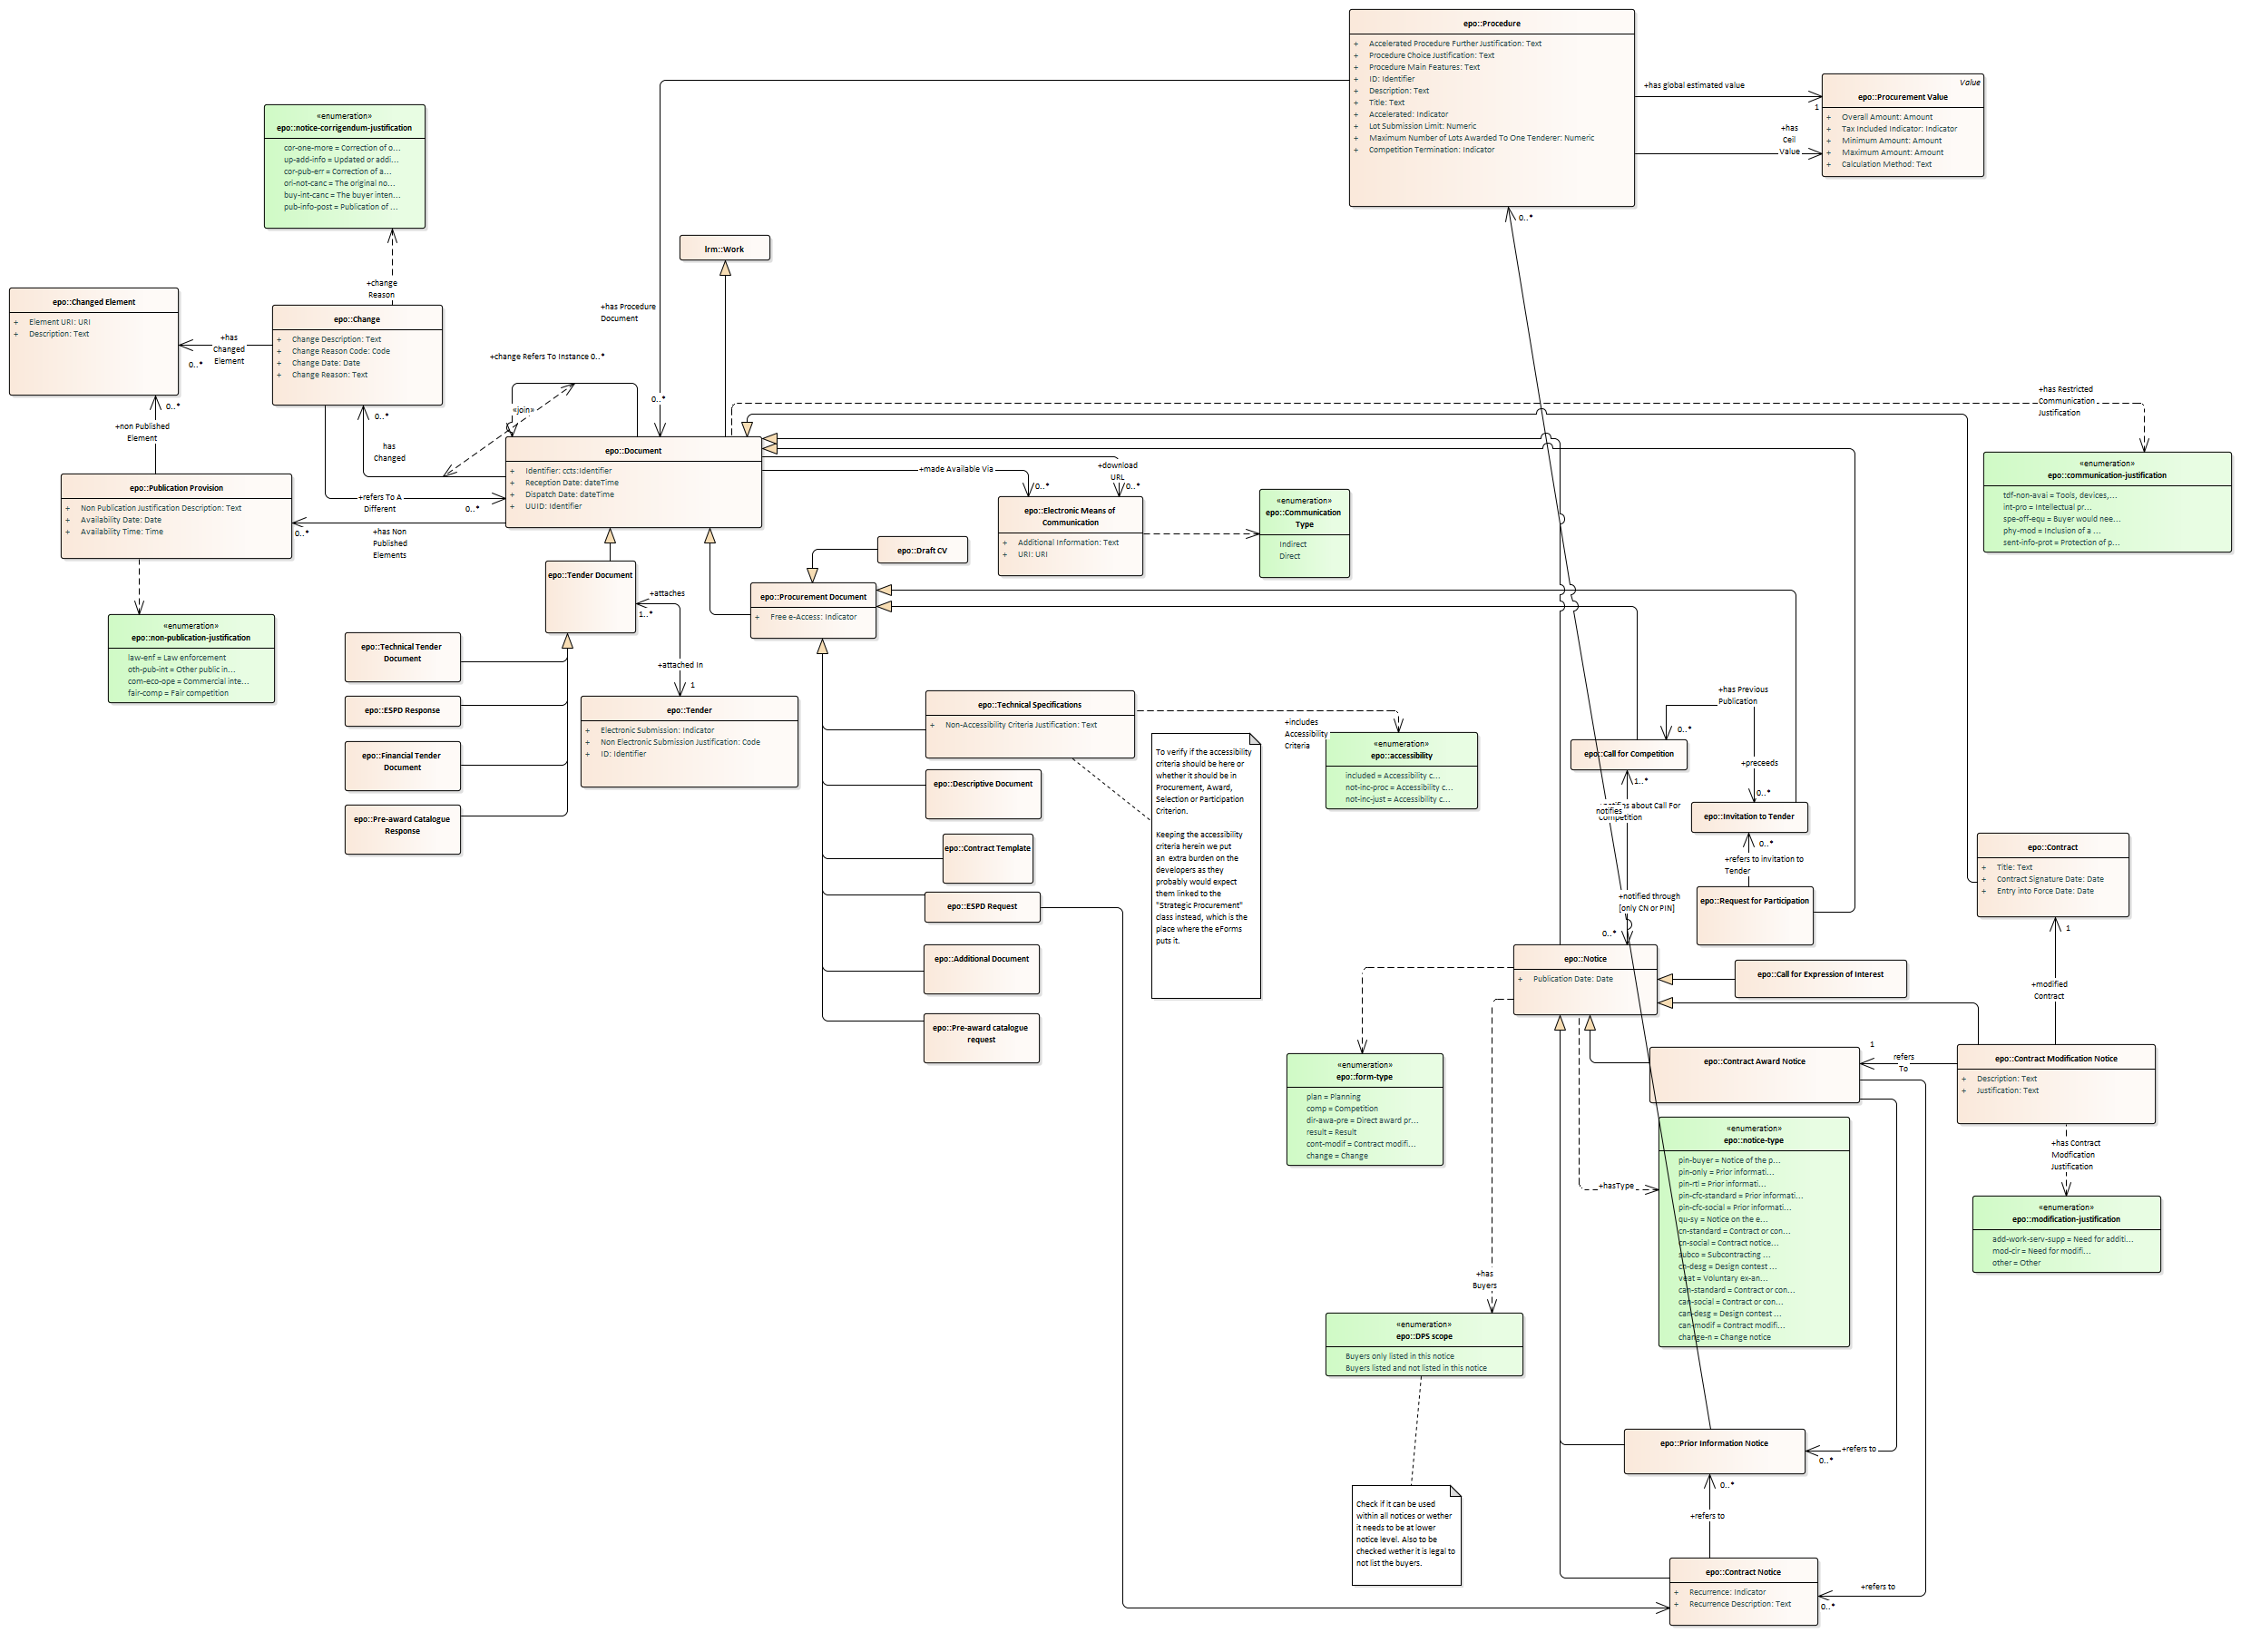 epo::Procedure
+ Accelerated Procedure Further Justification: Text
+ Procedure Choice Justification: Text
+ Procedure Main Features: Text
+ ID: Identifier
+ Description: Text
+ Title: Text
+ Accelerated: Indicator
+ Lot Submission Limit: Numeric
+ Maximum Number of Lots Awarded To One Tenderer: Numeric
+ Competition Termination: Indicator
+has global estimated value
1
+has
Ceil
Value
Value
epo::Procurement Value
+ Overall Amount: Amount
+ Tax Included Indicator: Indicator
+ Minimum Amount: Amount
+ Maximum Amount: Amount
+ Calculation Method: Text
0..*
«enumeration»
epo::notice-corrigendum-justification
cor-one-more = Correction of o...
up-add-info = Updated or addi...
cor-pub-err = Correction of a...
ori-not-canc = The original no...
buy-int-canc = The buyer inten...
pub-info-post = Publication of ...
lrm::Work
+change
Reason
epo::Changed Element
+ Element URI: URI
+ Description: Text
+has
Changed
Element
0..*
epo::Change
+ Change Description: Text
+ Change Reason Code: Code
+ Change Date: Date
+ Change Reason: Text
+has Procedure
Document
0..*
+change Refers To Instance 0..*
«join»
0..*
+non Published
Element
0..*
has
Changed
+refers To A
Different
0..*
epo::Document
+ Identifier: ccts:Identifier
+ Reception Date: dateTime
+ Dispatch Date: dateTime
+ UUID: Identifier
epo::Publication Provision
+ Non Publication Justification Description: Text
+ Availability Date: Date
+ Availability Time: Time
0..*
+has Non
Published
Elements
+made Available Via
0..*
+download
URL
0..*
epo::Electronic Means of
Communication
+ Additional Information: Text
+ URI: URI
«enumeration»
epo::Communication
Type
Indirect
Direct
+has Restricted
Communication
Justification
«enumeration»
epo::communication-justification
tdf-non-avai = Tools, devices,...
int-pro = Intellectual pr...
spe-off-equ = Buyer would nee...
phy-mod = Inclusion of a ...
sent-info-prot = Protection of p...
«enumeration»
epo::non-publication-justification
law-enf = Law enforcement
oth-pub-int = Other public in...
com-eco-ope = Commercial inte...
fair-comp = Fair competition
epo::Tender Document
+attaches
1..*
+attached In
1
epo::Draft CV
epo::Procurement Document
+ Free e-Access: Indicator
epo::Technical Tender
Document
epo::ESPD Response
epo::Financial Tender
Document
epo::Pre-award Catalogue
Response
epo::Tender
+ Electronic Submission: Indicator
+ Non Electronic Submission Justification: Code
+ ID: Identifier
epo::Technical Specifications
+ Non-Accessibility Criteria Justification: Text
+includes
Accessibility
Criteria
«enumeration»
epo::accessibility
included = Accessibility c...
not-inc-proc = Accessibility c...
not-inc-just = Accessibility c...
To verify if the accessibility
criteria should be here or
whether it should be in
Procurement, Award,
Selection or Participation
Criterion.
Keeping the accessibility
criteria herein we put
an extra burden on the
developers as they
probably would expect
them linked to the
"Strategic Procurement"
class instead, which is the
place where the eForms
puts it.
epo::Descriptive Document
epo::Contract Template
epo::ESPD Request
epo::Additional Document
epo::Pre-award catalogue
request
+has Previous
Publication
0..*
epo::Call for Competition
1..*
+preceeds
0..*
epo::Invitation to Tender
notifies about Call For
Competition
notifies
0..*
+refers to invitation to
Tender
epo::Request for Participation
+notified through
[only CN or PIN]
0..*
epo::Contract
+ Title: Text
+ Contract Signature Date: Date
+ Entry into Force Date: Date
1
+modified
Contract
epo::Notice
+ Publication Date: Date
epo::Call for Expression of Interest
epo::Contract Award Notice
1
refers
To
epo::Contract Modification Notice
+ Description: Text
+ Justification: Text
+has Contract
Modfication
Justification
«enumeration»
epo::modification-justification
add-work-serv-supp = Need for additi...
mod-cir = Need for modifi...
other = Other
«enumeration»
epo::form-type
plan = Planning
comp = Competition
dir-awa-pre = Direct award pr...
result = Result
cont-modif = Contract modifi...
change = Change
+hasType
«enumeration»
epo::notice-type
pin-buyer = Notice of the p...
pin-only = Prior informati...
pin-rtl = Prior informati...
pin-cfc-standard = Prior informati...
pin-cfc-social = Prior informati...
qu-sy = Notice on the e...
cn-standard = Contract or con...
cn-social = Contract notice...
subco = Subcontracting ...
cn-desg = Design contest ...
veat = Voluntary ex-an...
can-standard = Contract or con...
can-social = Contract or con...
can-desg = Design contest ...
can-modif = Contract modifi...
change-n = Change notice
+has
Buyers
«enumeration»
epo::DPS scope
Buyers only listed in this notice
Buyers listed and not listed in this notice
Check if it can be used
within all notices or wether
it needs to be at lower
notice level. Also to be
checked wether it is legal to
not list the buyers.
epo::Prior Information Notice
+refers to
0..*
0..*
+refers to
epo::Contract Notice
+ Recurrence: Indicator
+ Recurrence Description: Text
+refers to
0..*